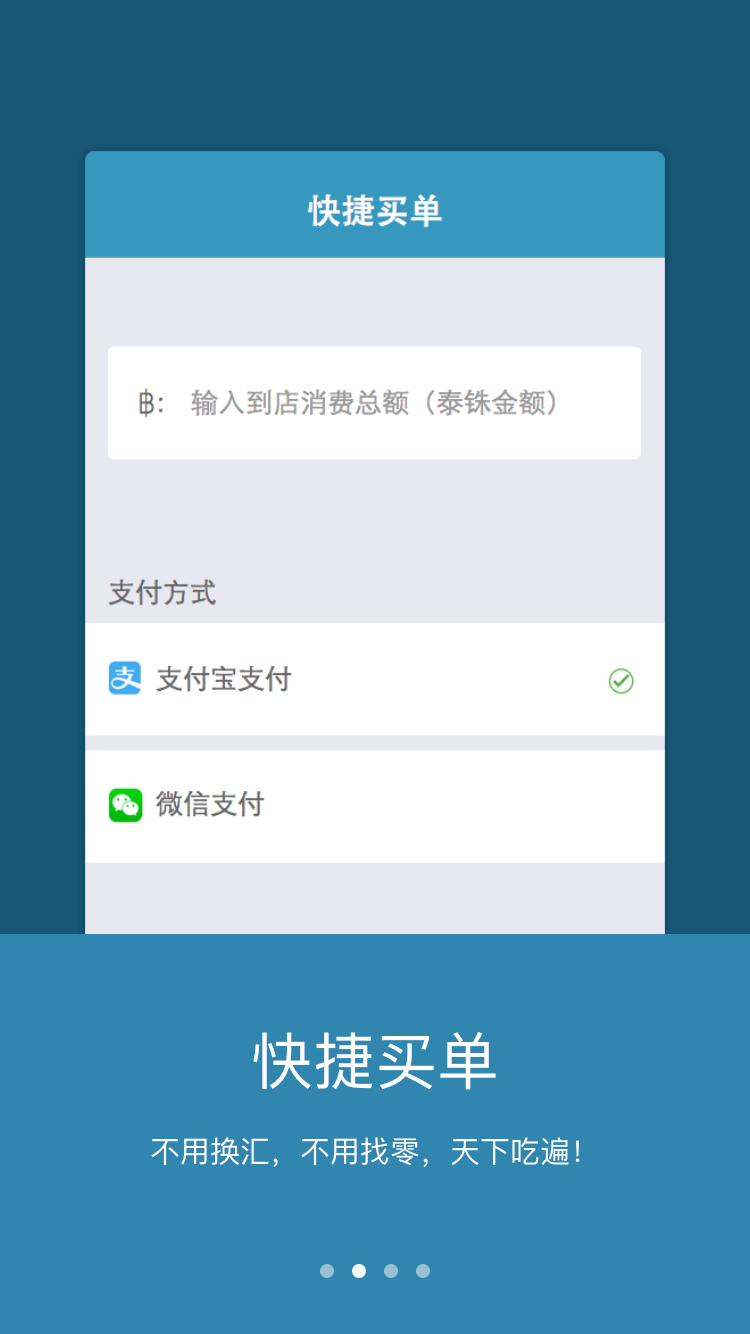 快捷买单
฿: 输入到店消费总额（泰铢金额）
支付方式
支 支付宝支付
微信支付
快捷买单
不用换汇，不用找零，天下吃遍！